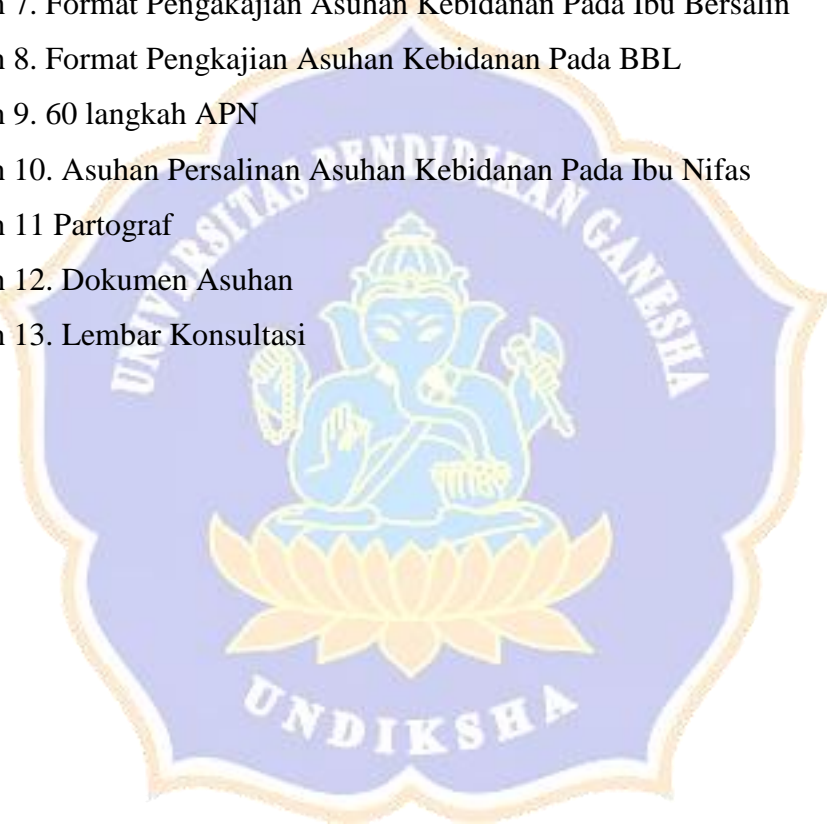 n 7. Format Pengakajian Asuhan Kebidanan Pada Ibu Bersalin
n 8. Format Pengkajian Asuhan Kebidanan Pada BBL
n 9. 60 langkah APN
n 10. Asuhan Persalinan Asuhan Kebidanan Pada Ibu Nifas
n 11 Partograf
n 12. Dokumen Asuhan
n 13. Lembar Konsultasi
UNIVERSITAS PENDIDIKAN GANESHA
UNDIKSHA